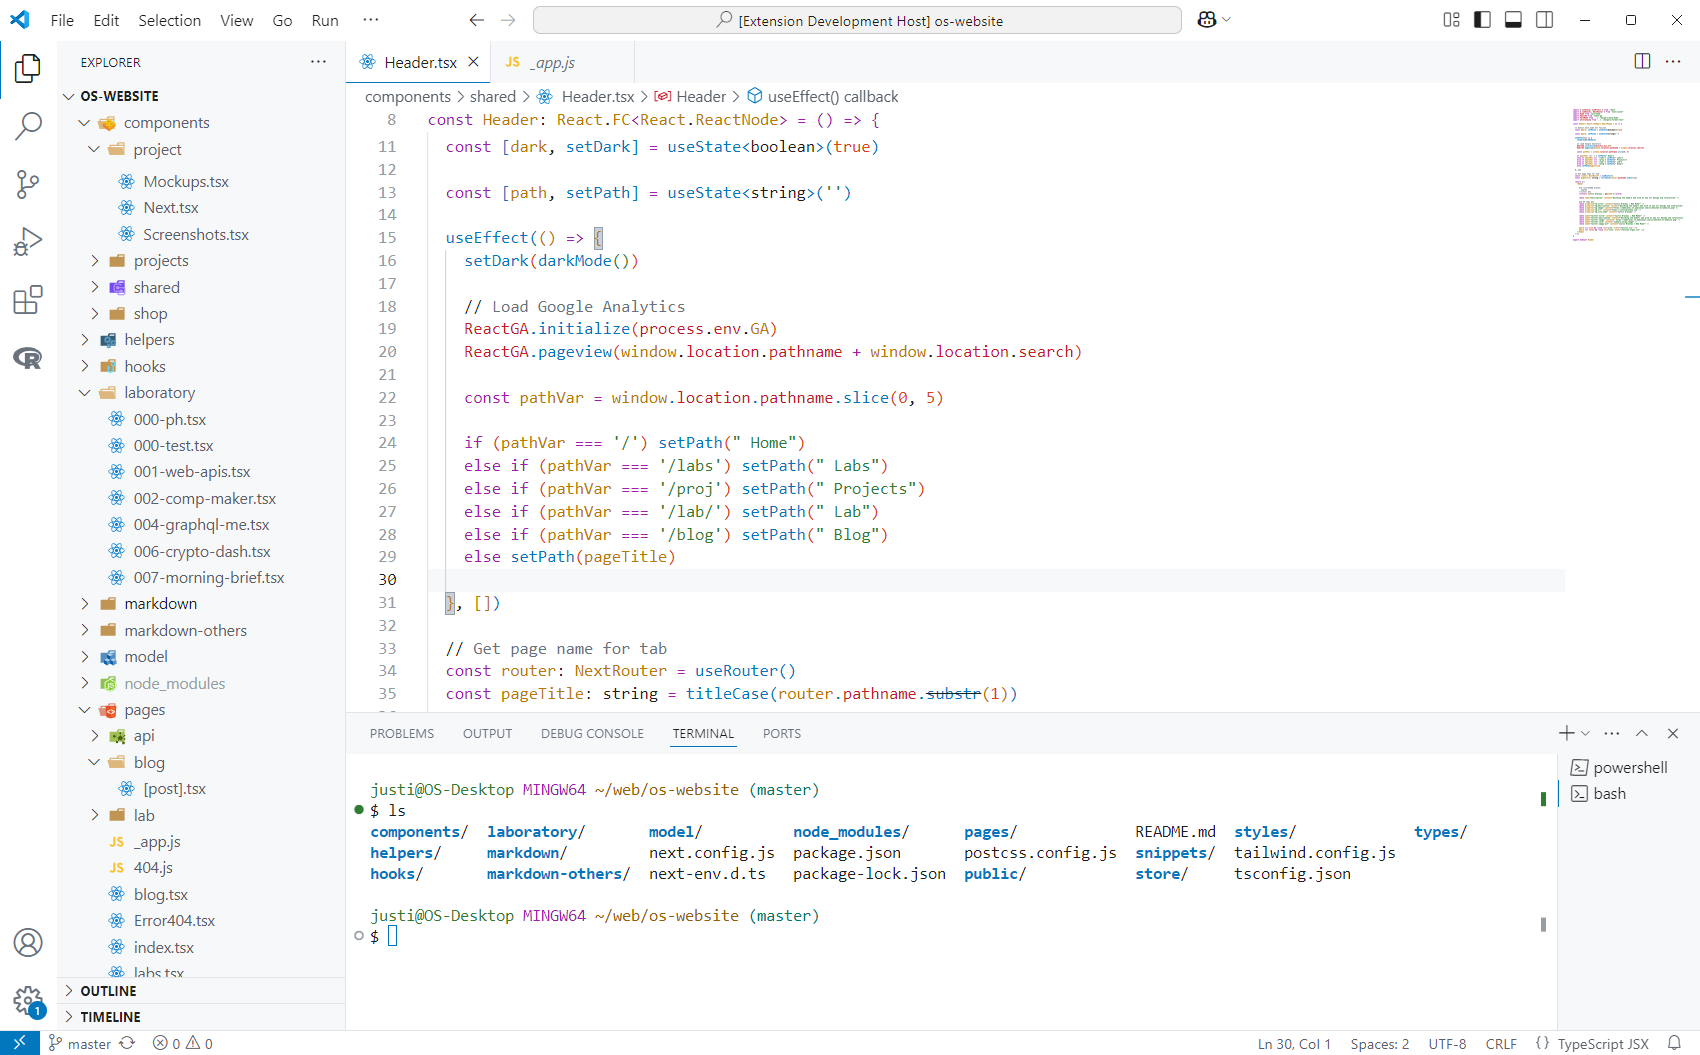 File Edit Selection View Go Run ···
[Extension Development Host] os-website
EXPLORER
OS-WEBSITE
components
project
Mockups.tsx
Next.tsx
Screenshots.tsx
projects
shared
shop
helpers
hooks
laboratory
000-ph.tsx
000-test.tsx
001-web-apis.tsx
002-comp-maker.tsx
004-graphql-me.tsx
006-crypto-dash.tsx
007-morning-brief.tsx
markdown
markdown-others
model
node_modules
pages
api
blog
[post].tsx
lab
JS _app.js
JS 404.js
blog.tsx
Error404.tsx
index.tsx
labs.tsx
OUTLINE
TIMELINE
Header.tsx JS _app.js
components > shared > Header.tsx > Header > useEffect() callback
8 const Header: React.FC<React.ReactNode> = () => {
11 const [dark, setDark] = useState<boolean>(true)
12
13 const [path, setPath] = useState<string>('')
14
15 useEffect(() => {
16 setDark(darkMode())
17
18 // Load Google Analytics
19 ReactGA.initialize(process.env.GA)
20 ReactGA.pageview(window.location.pathname + window.location.search)
21
22 const pathVar = window.location.pathname.slice(0, 5)
23
24 if (pathVar === '/') setPath(" Home")
25 else if (pathVar === '/labs') setPath(" Labs")
26 else if (pathVar === '/proj') setPath(" Projects")
27 else if (pathVar === '/lab/') setPath(" Lab")
28 else if (pathVar === '/blog') setPath(" Blog")
29 else setPath(pageTitle)
30
31 }, [])
32
33 // Get page name for tab
34 const router: NextRouter = useRouter()
35 const pageTitle: string = titleCase(router.pathname.substr(1))
PROBLEMS OUTPUT DEBUG CONSOLE TERMINAL PORTS
justi@OS-Desktop MINGW64 ~/web/os-website (master)
$ ls
components/ laboratory/ model/ node_modules/ pages/ README.md styles/ types/
helpers/ markdown/ next.config.js package.json postcss.config.js snippets/ tailwind.config.js
hooks/ markdown-others/ next-env.d.ts package-lock.json public/ store/ tsconfig.json
justi@OS-Desktop MINGW64 ~/web/os-website (master)
$
powershell
bash
1
master 0 0
Ln 30, Col 1 Spaces: 2 UTF-8 CRLF {} TypeScript JSX